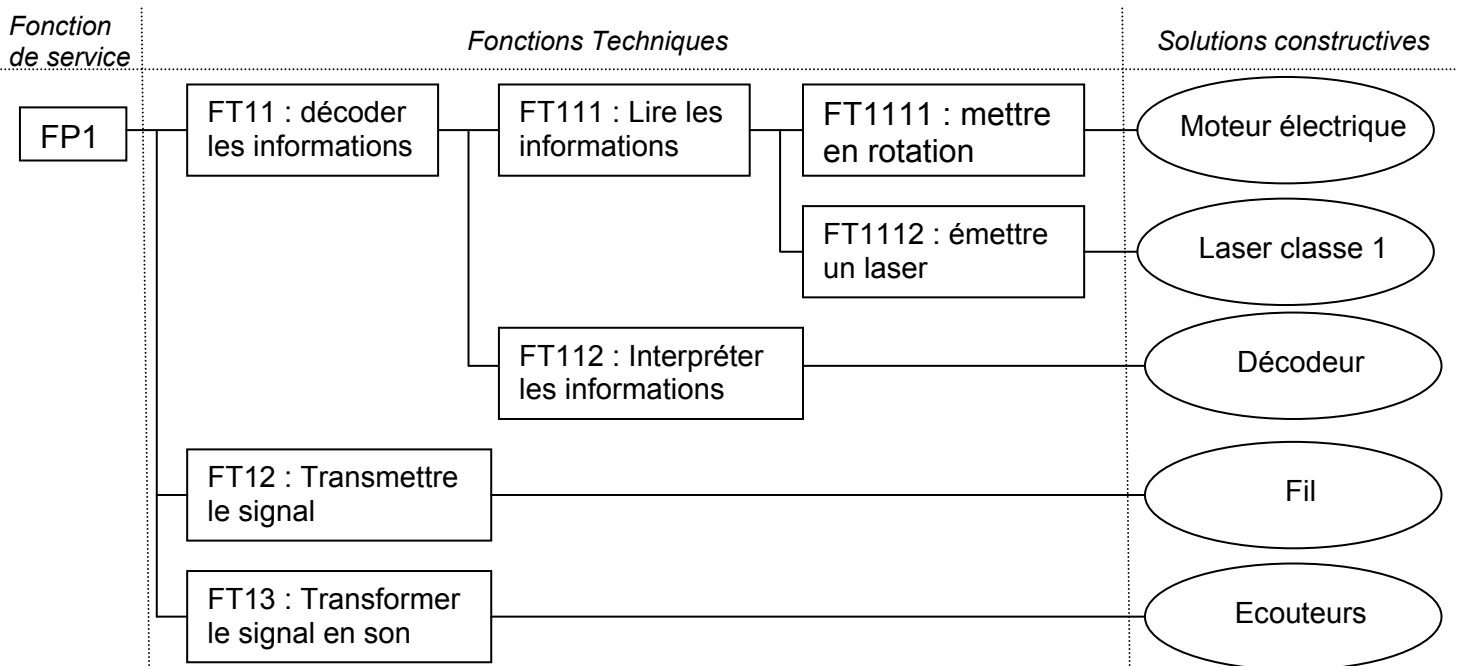 Fonction
de service
Fonctions Techniques
Solutions constructives
FP1
FT11 : décoder
les informations
FT111 : Lire les
informations
FT1111 : mettre
en rotation
Moteur électrique
FT1112 : émettre
un laser
Laser classe 1
FT112 : Interpréter
les informations
Décodeur
FT12 : Transmettre
le signal
Fil
FT13 : Transformer
le signal en son
Ecouteurs